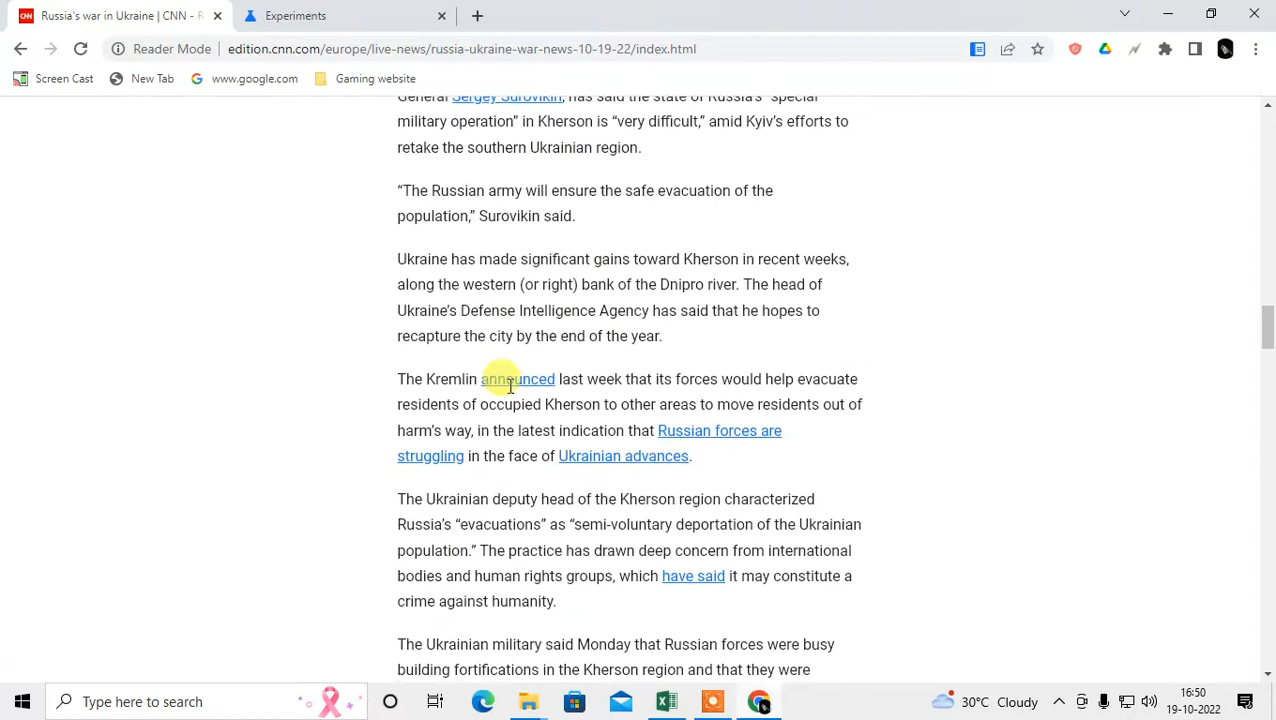 Russia's war in Ukraine | CNN - R
Experiments
Reader Mode
edition.cnn.com/europe/live-news/russia-ukraine-war-news-10-19-22/index.html
Screen Cast
New Tab
www.google.com
Gaming website
General Sergey Surovikin, has said the state of Russia's “special
military operation” in Kherson is “very difficult,” amid Kyiv's efforts to
retake the southern Ukrainian region.
“The Russian army will ensure the safe evacuation of the
population,” Surovikin said.
Ukraine has made significant gains toward Kherson in recent weeks,
along the western (or right) bank of the Dnipro river. The head of
Ukraine's Defense Intelligence Agency has said that he hopes to
recapture the city by the end of the year.
The Kremlin announced last week that its forces would help evacuate
residents of occupied Kherson to other areas to move residents out of
harm's way, in the latest indication that Russian forces are
struggling in the face of Ukrainian advances.
The Ukrainian deputy head of the Kherson region characterized
Russia's “evacuations” as “semi-voluntary deportation of the Ukrainian
population.” The practice has drawn deep concern from international
bodies and human rights groups, which have said it may constitute a
crime against humanity.
The Ukrainian military said Monday that Russian forces were busy
building fortifications in the Kherson region and that they were
Type here to search
30°C Cloudy
16:50
19-10-2022